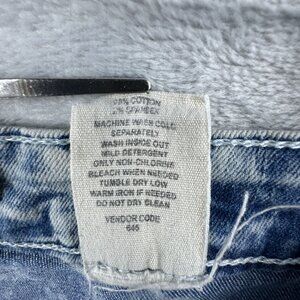 98% COTTON
2% SPANDEX
MACHINE WASH COLD
SEPARATELY
WASH INSIDE OUT
MILD DETERGENT
ONLY NON-CHLORINE
BLEACH WHEN NEEDED
TUMBLE DRY LOW
WARM IRON IF NEEDED
DO NOT DRY CLEAN
VENDOR CODE
645